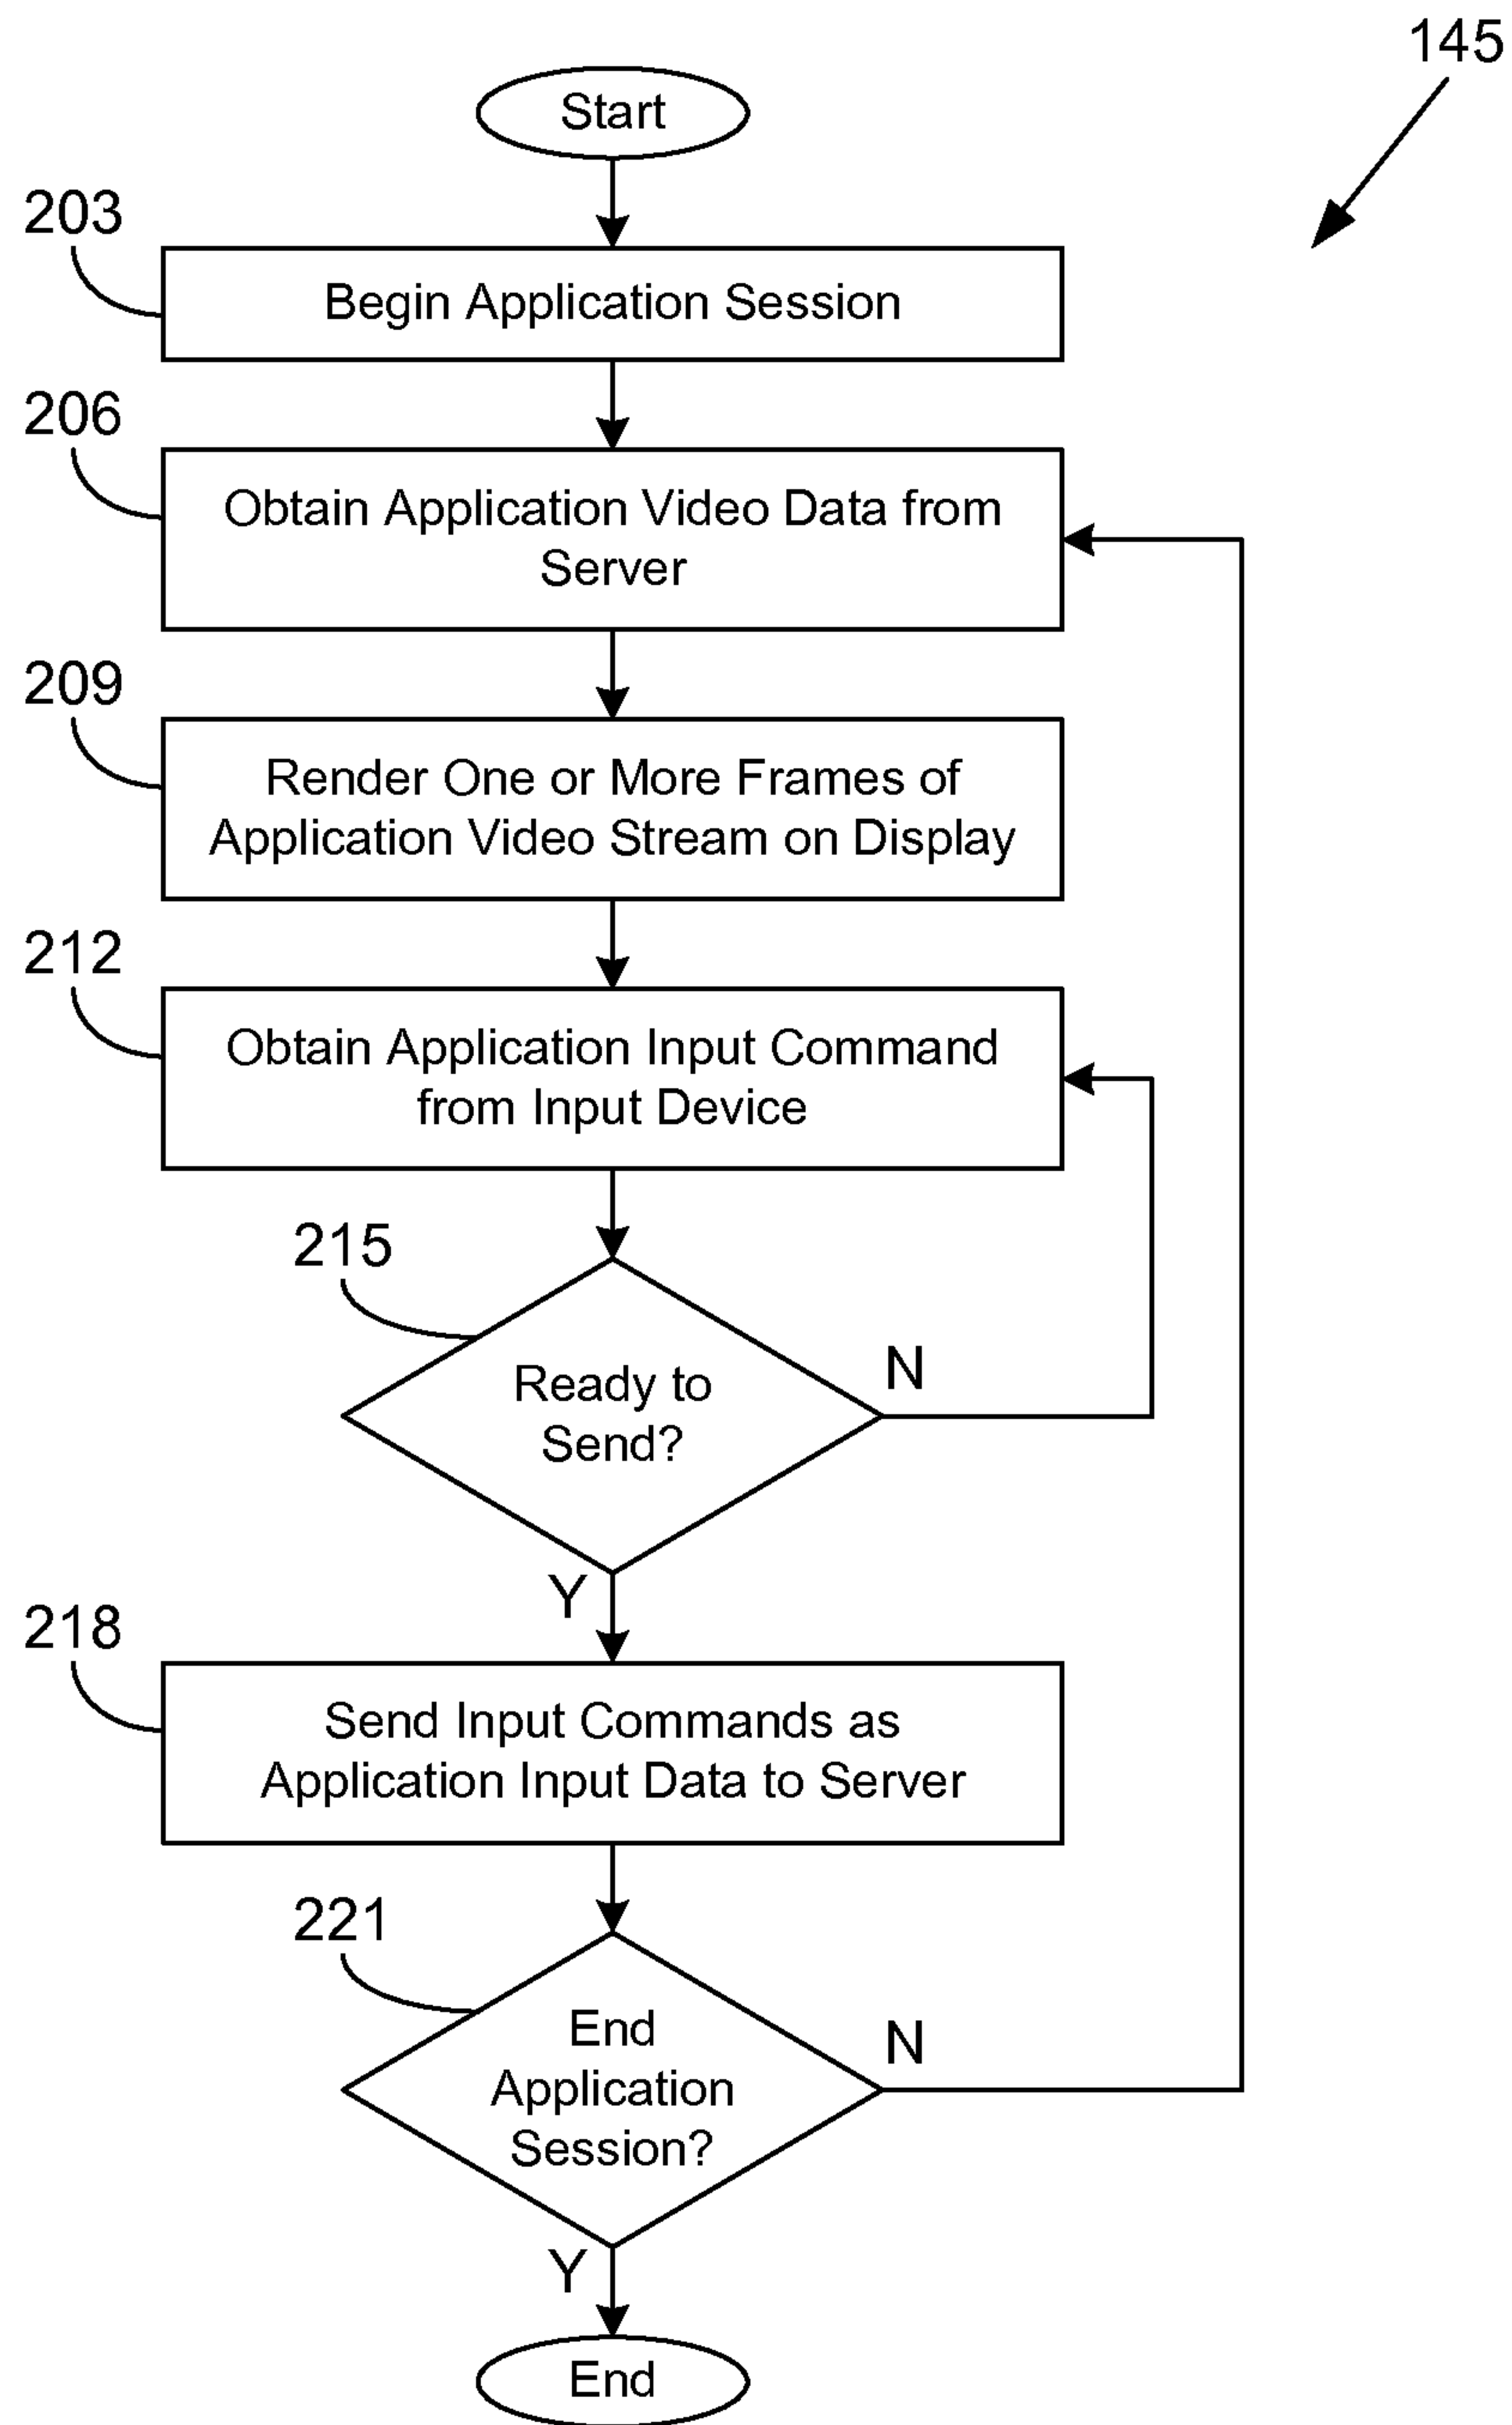 145
Start
203
Begin Application Session
206
Obtain Application Video Data from
Server
209
Render One or More Frames of
Application Video Stream on Display
212
Obtain Application Input Command
from Input Device
215
Ready to
Send?
N
Y
218
Send Input Commands as
Application Input Data to Server
221
End
Application
Session?
N
Y
End